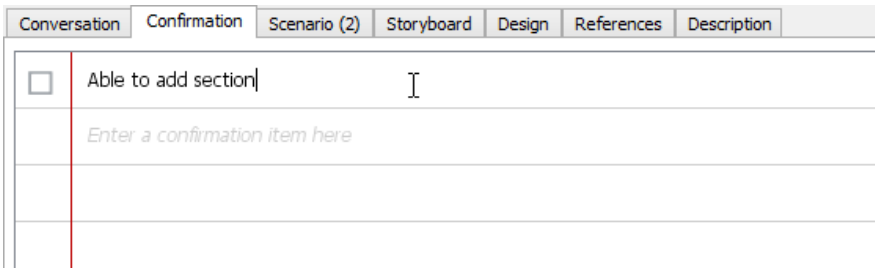 Conversation Confirmation Scenario (2) Storyboard Design References Description
Able to add section
Enter a confirmation item here